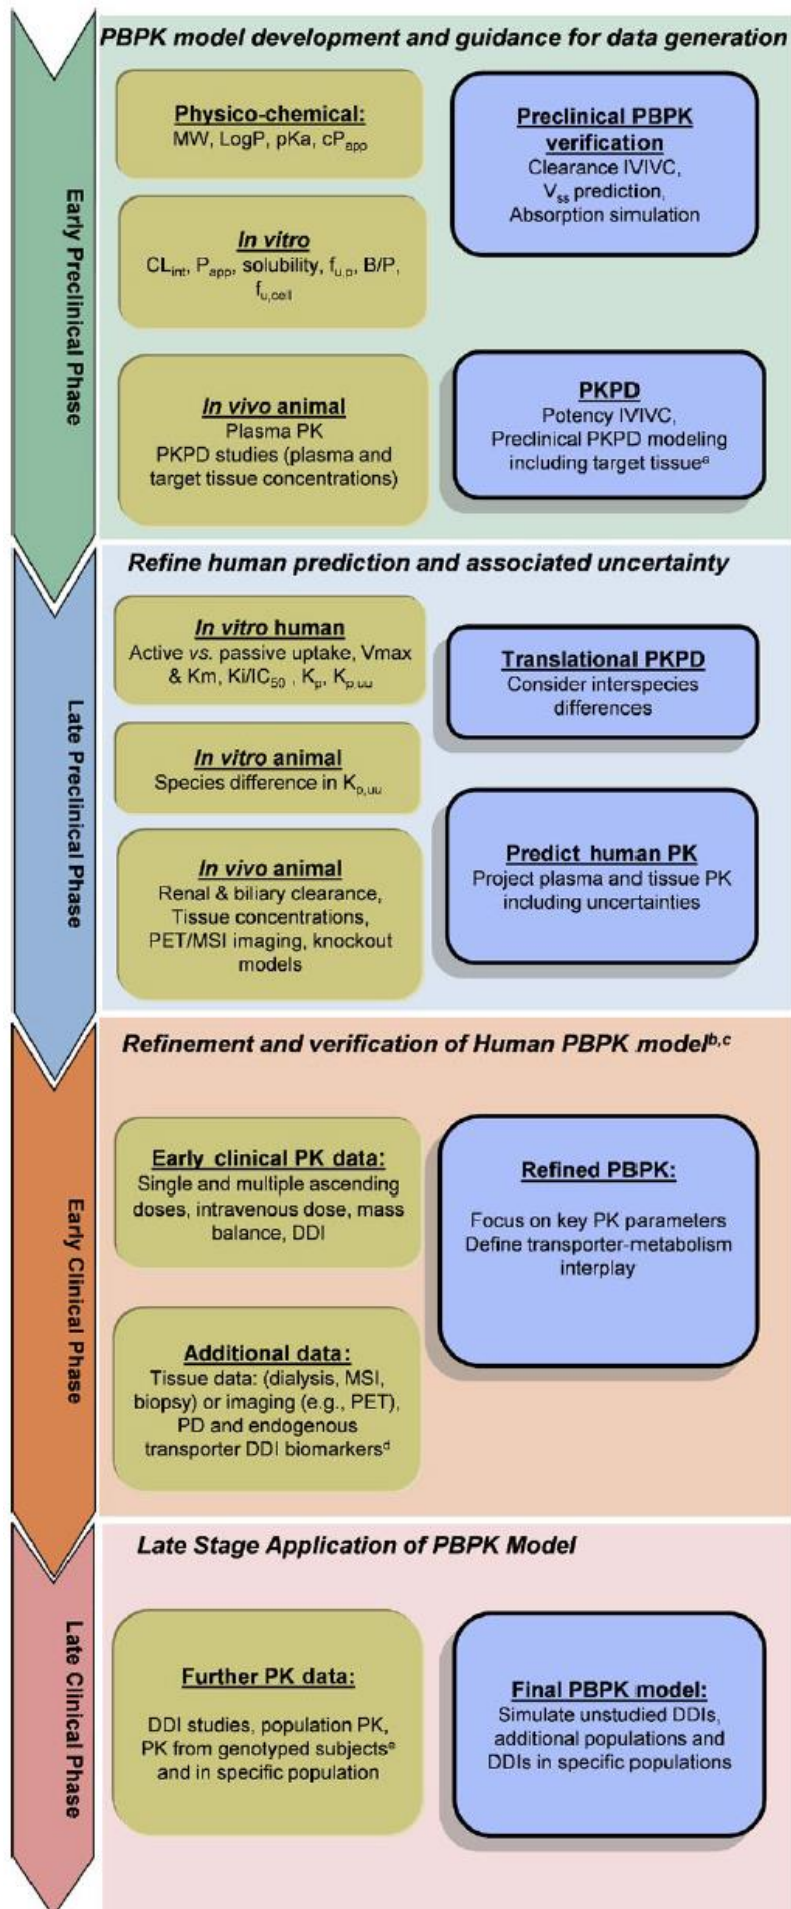 PBPK model development and guidance for data generation
Early Preclinical Phase
Physico-chemical:
MW, LogP, pKa, cPapp
In vitro
CLint, Papp, solubility, fu,p, B/P,
fu,cell
In vivo animal
Plasma PK
PKPD studies (plasma and
target tissue concentrations)
Preclinical PBPK
verification
Clearance IVIVC,
Vss prediction,
Absorption simulation
PKPD
Potency IVIVC,
Preclinical PKPD modeling
including target tissueᵃ
Refine human prediction and associated uncertainty
Late Preclinical Phase
In vitro human
Active vs. passive uptake, Vmax
& Km, Ki/IC50 , Kp, Kp,uu
In vitro animal
Species difference in Kp,uu
In vivo animal
Renal & biliary clearance,
Tissue concentrations,
PET/MSI imaging, knockout
models
Translational PKPD
Consider interspecies
differences
Predict human PK
Project plasma and tissue PK
including uncertainties
Refinement and verification of Human PBPK modelᵇ,ᶜ
Early Clinical Phase
Early clinical PK data:
Single and multiple ascending
doses, intravenous dose, mass
balance, DDI
Additional data:
Tissue data: (dialysis, MSI,
biopsy) or imaging (e.g., PET),
PD and endogenous
transporter DDI biomarkersᵈ
Refined PBPK:
Focus on key PK parameters
Define transporter-metabolism
interplay
Late Stage Application of PBPK Model
Late Clinical Phase
Further PK data:
DDI studies, population PK,
PK from genotyped subjectsᵉ
and in specific population
Final PBPK model:
Simulate unstudied DDIs,
additional populations and
DDIs in specific populations